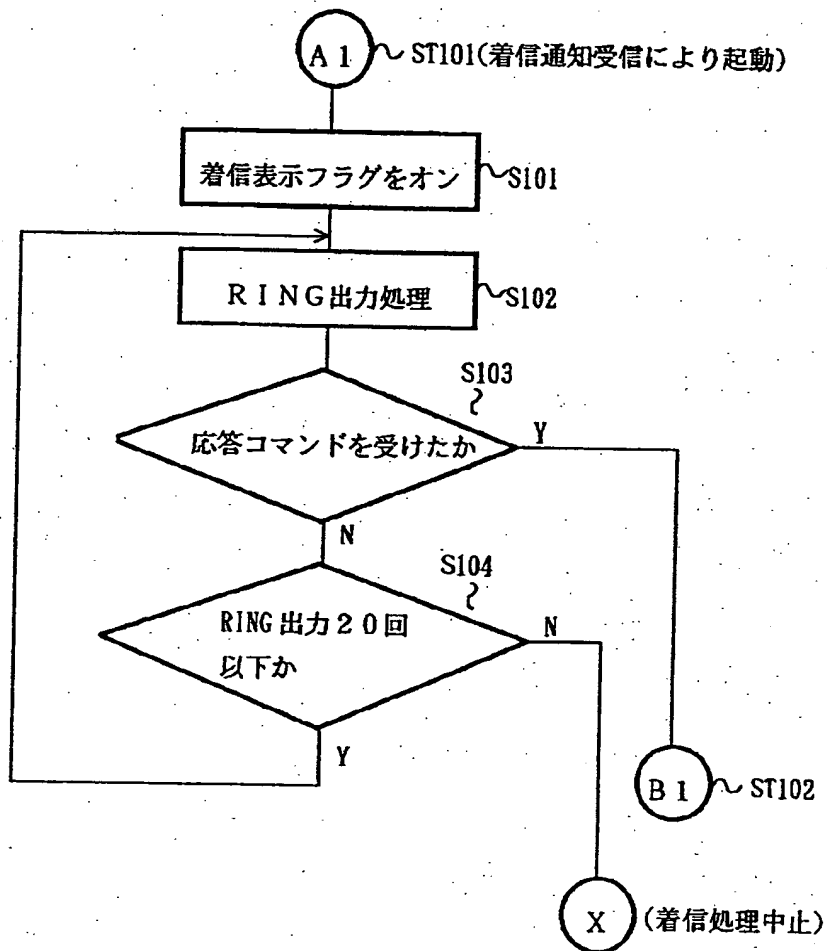 A1 ST101(着信通知受信により起動)
着信表示フラグをオン S101
RING出力処理 S102
S103
応答コマンドを受けたか Y
N
S104
RING出力20回 N
以下か
Y
B1 ST102
X (着信処理中止)